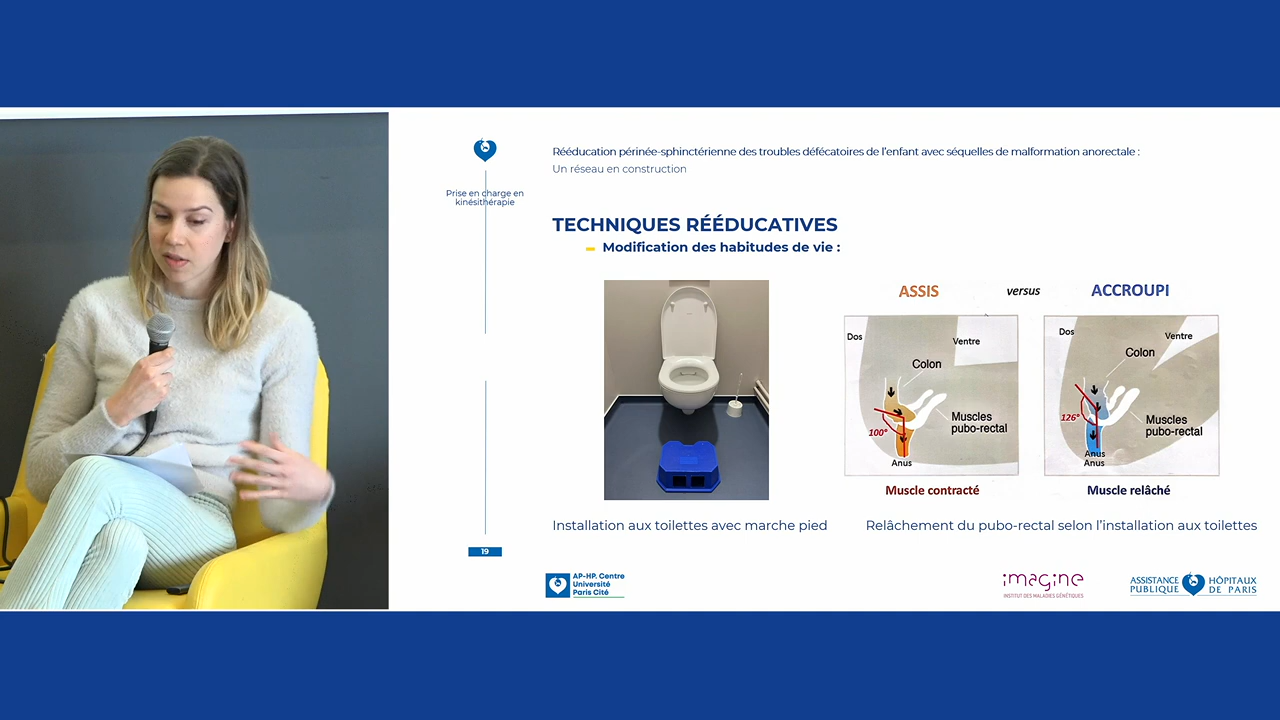 Rééducation périnée-sphinctérienne des troubles défécatoires de l'enfant avec séquelles de malformation anorectale :
Un réseau en construction
Prise en charge en
kinésithérapie
TECHNIQUES RÉÉDUCATIVES
Modification des habitudes de vie :
ASSIS
versus
ACCROUPI
Dos
Ventre
Colon
100°
Muscles
pubo-rectal
Anus
Dos
Ventre
Colon
126°
Muscles
pubo-rectal
Anus
Anus
Muscle contracté
Muscle relâché
Installation aux toilettes avec marche pied
Relâchement du pubo-rectal selon l'installation aux toilettes
19
AP-HP. Centre
Université
Paris Cité
imagine
INSTITUT DES MALADIES GÉNÉTIQUES
ASSISTANCE
PUBLIQUE
HÔPITAUX
DE PARIS